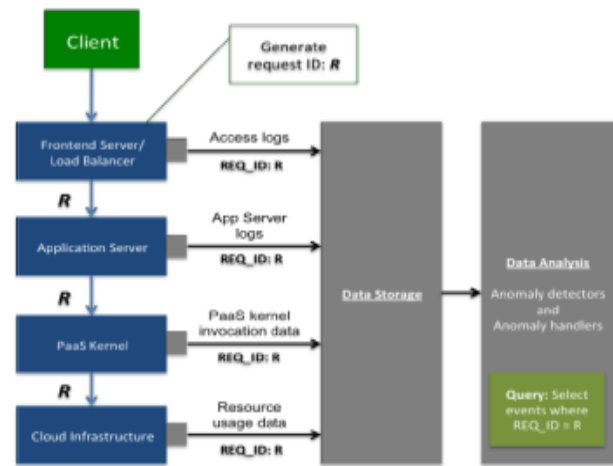 Client
Generate
request ID: R
Frontend Server/
Load Balancer
Access logs
REQ_ID: R
R
Application Server
App Server
logs
REQ_ID: R
R
PaaS Kernel
PaaS kernel
invocation data
REQ_ID: R
R
Cloud Infrastructure
Resource
usage data
REQ_ID: R
Data Storage
Data Analysis
Anomaly detectors
and
Anomaly handlers
Query: Select
events where
REQ_ID = R